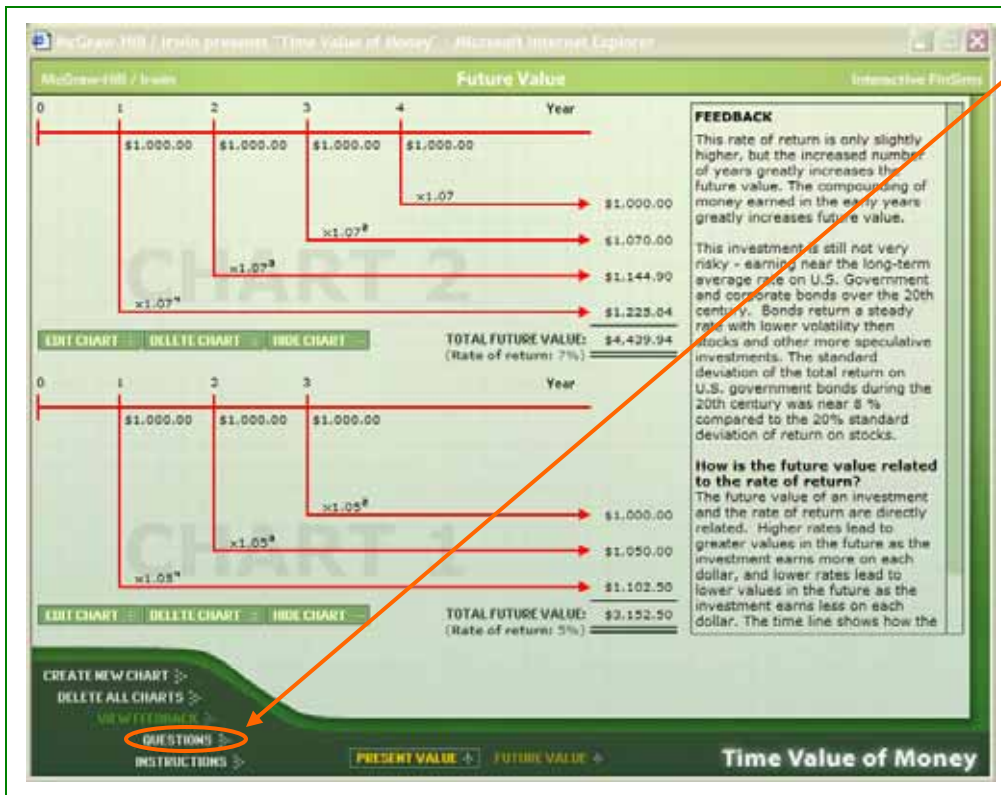 McGraw-Hill / Irwin presents "Time Value of Money" - Microsoft Internet Explorer
McGraw-Hill / Irwin
Future Value
Interactive FinSims
0 1 2 3 4 Year
$1,000.00 $1,000.00 $1,000.00 $1,000.00
x1.07 $1,000.00
$1,070.00
$1,144.90
$1,225.04
CHART 2
EDIT CHART DELETE CHART HIDE CHART
TOTAL FUTURE VALUE: $4,439.94
(Rate of return: 7%)
0 1 2 3 Year
$1,000.00 $1,000.00 $1,000.00
$1,000.00
$1,050.00
$1,102.50
CHART 1
EDIT CHART DELETE CHART HIDE CHART
TOTAL FUTURE VALUE: $3,152.50
(Rate of return: 5%)
FEEDBACK
This rate of return is only slightly
higher, but the increased number
of years greatly increases the
future value. The compounding of
money earned in the early years
greatly increases future value.
This investment is still not very
risky - earning near the long-term
average rate on U.S. Government
and corporate bonds over the 20th
century. Bonds return a steady
rate with lower volatility then
stocks and other more speculative
investments. The standard
deviation of the total return on
U.S. government bonds during the
20th century was near 8 %
compared to the 20% standard
deviation of return on stocks.
How is the future value related
to the rate of return?
The future value of an investment
and the rate of return are directly
related. Higher rates lead to
greater values in the future as the
investment earns more on each
dollar, and lower rates lead to
lower values in the future as the
investment earns less on each
dollar. The time line shows how the
CREATE NEW CHART
DELETE ALL CHARTS
VIEW FEEDBACK
QUESTIONS
INSTRUCTIONS
PRESENT VALUE
FUTURE VALUE
Time Value of Money